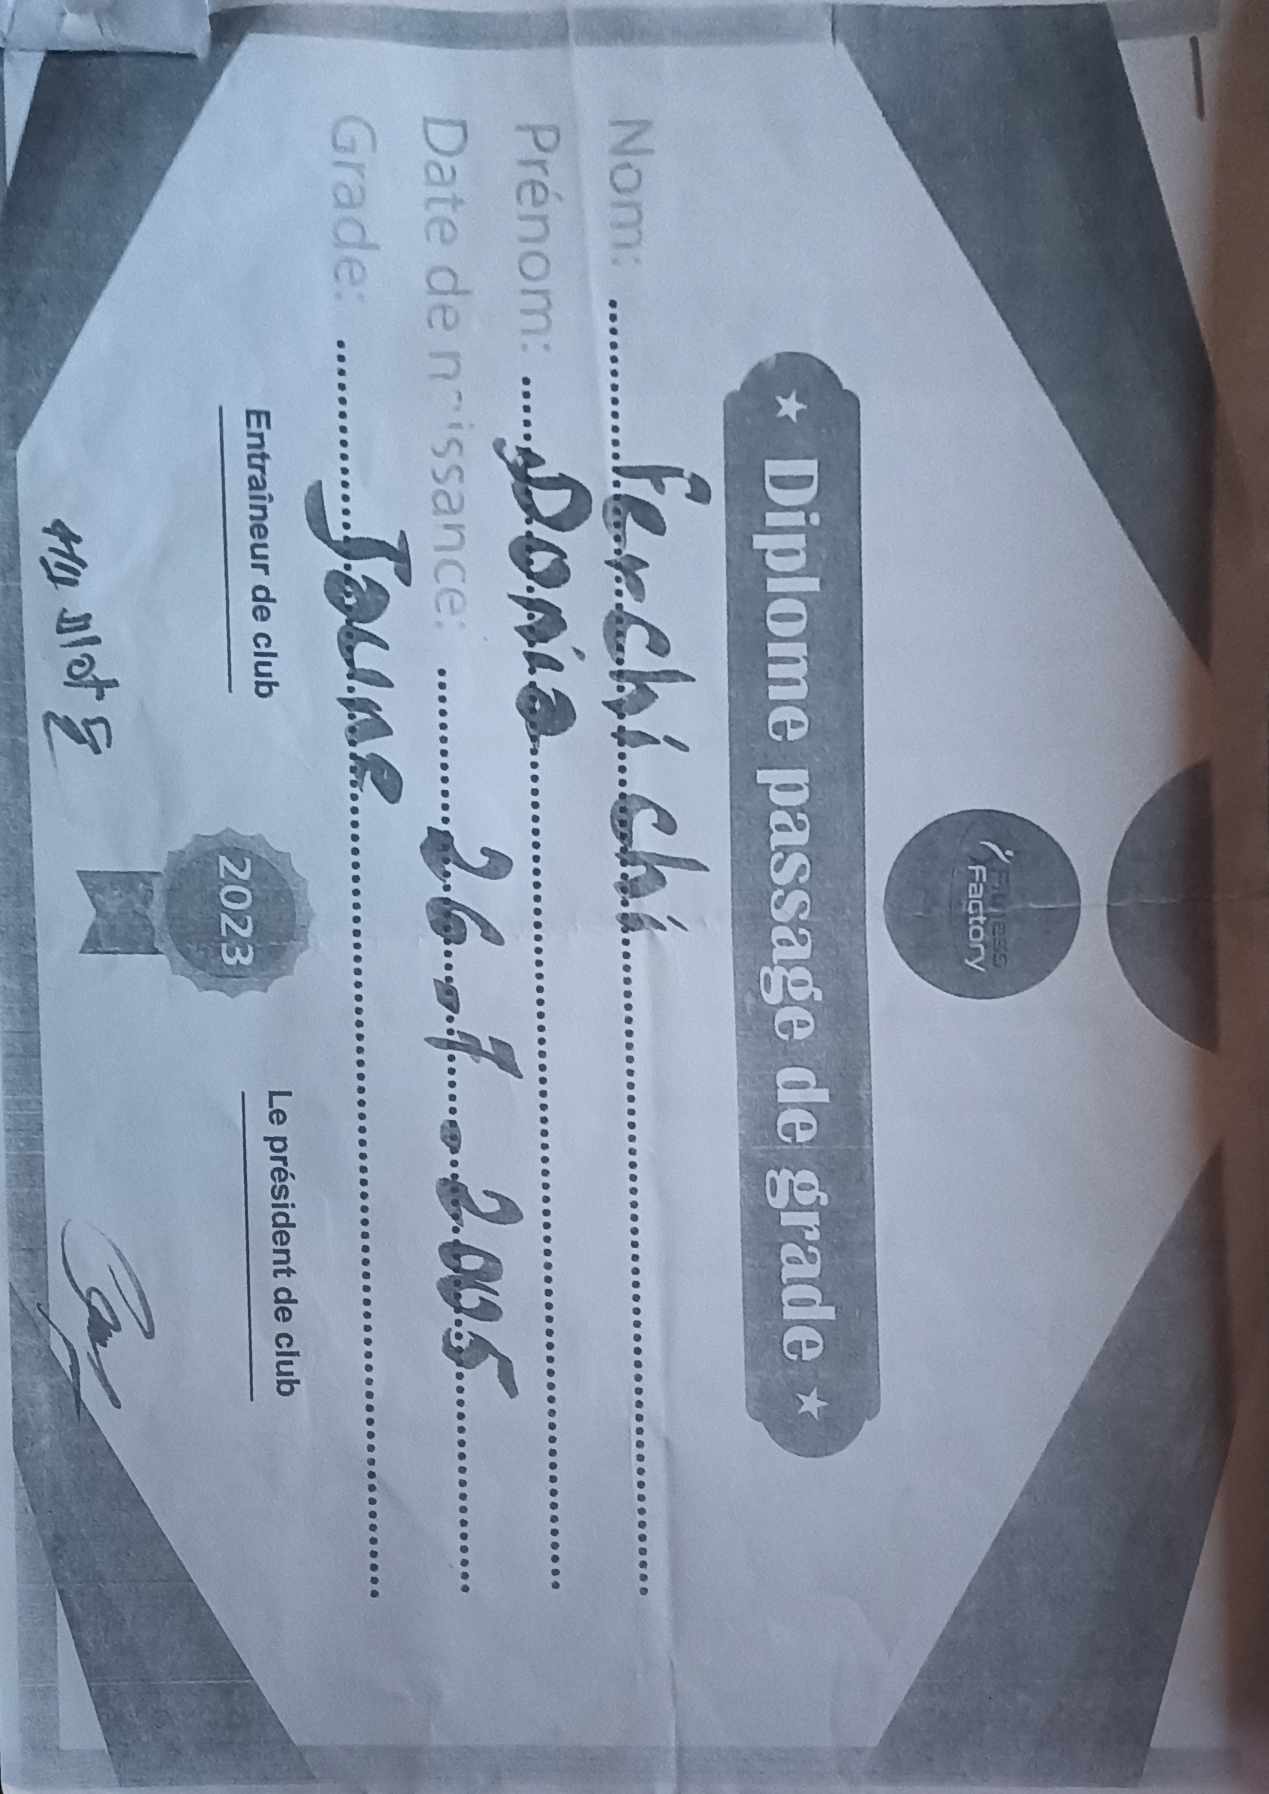 Fitness
Factory
★ Diplome passage de grade ★
Nom: Ferchichi
Prénom: Donia
Date de naissance: 26-7-2005
Grade: Jaune
Entraîneur de club
2023
Le président de club